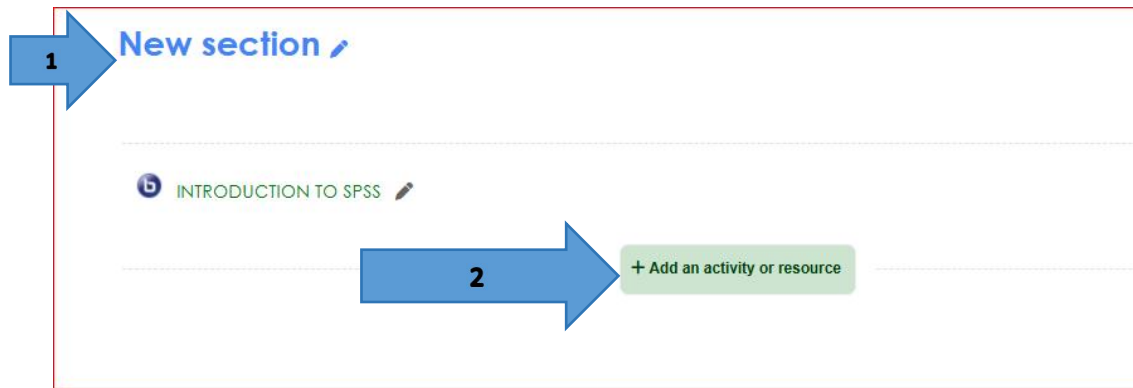 1
New section
INTRODUCTION TO SPSS
2
+ Add an activity or resource